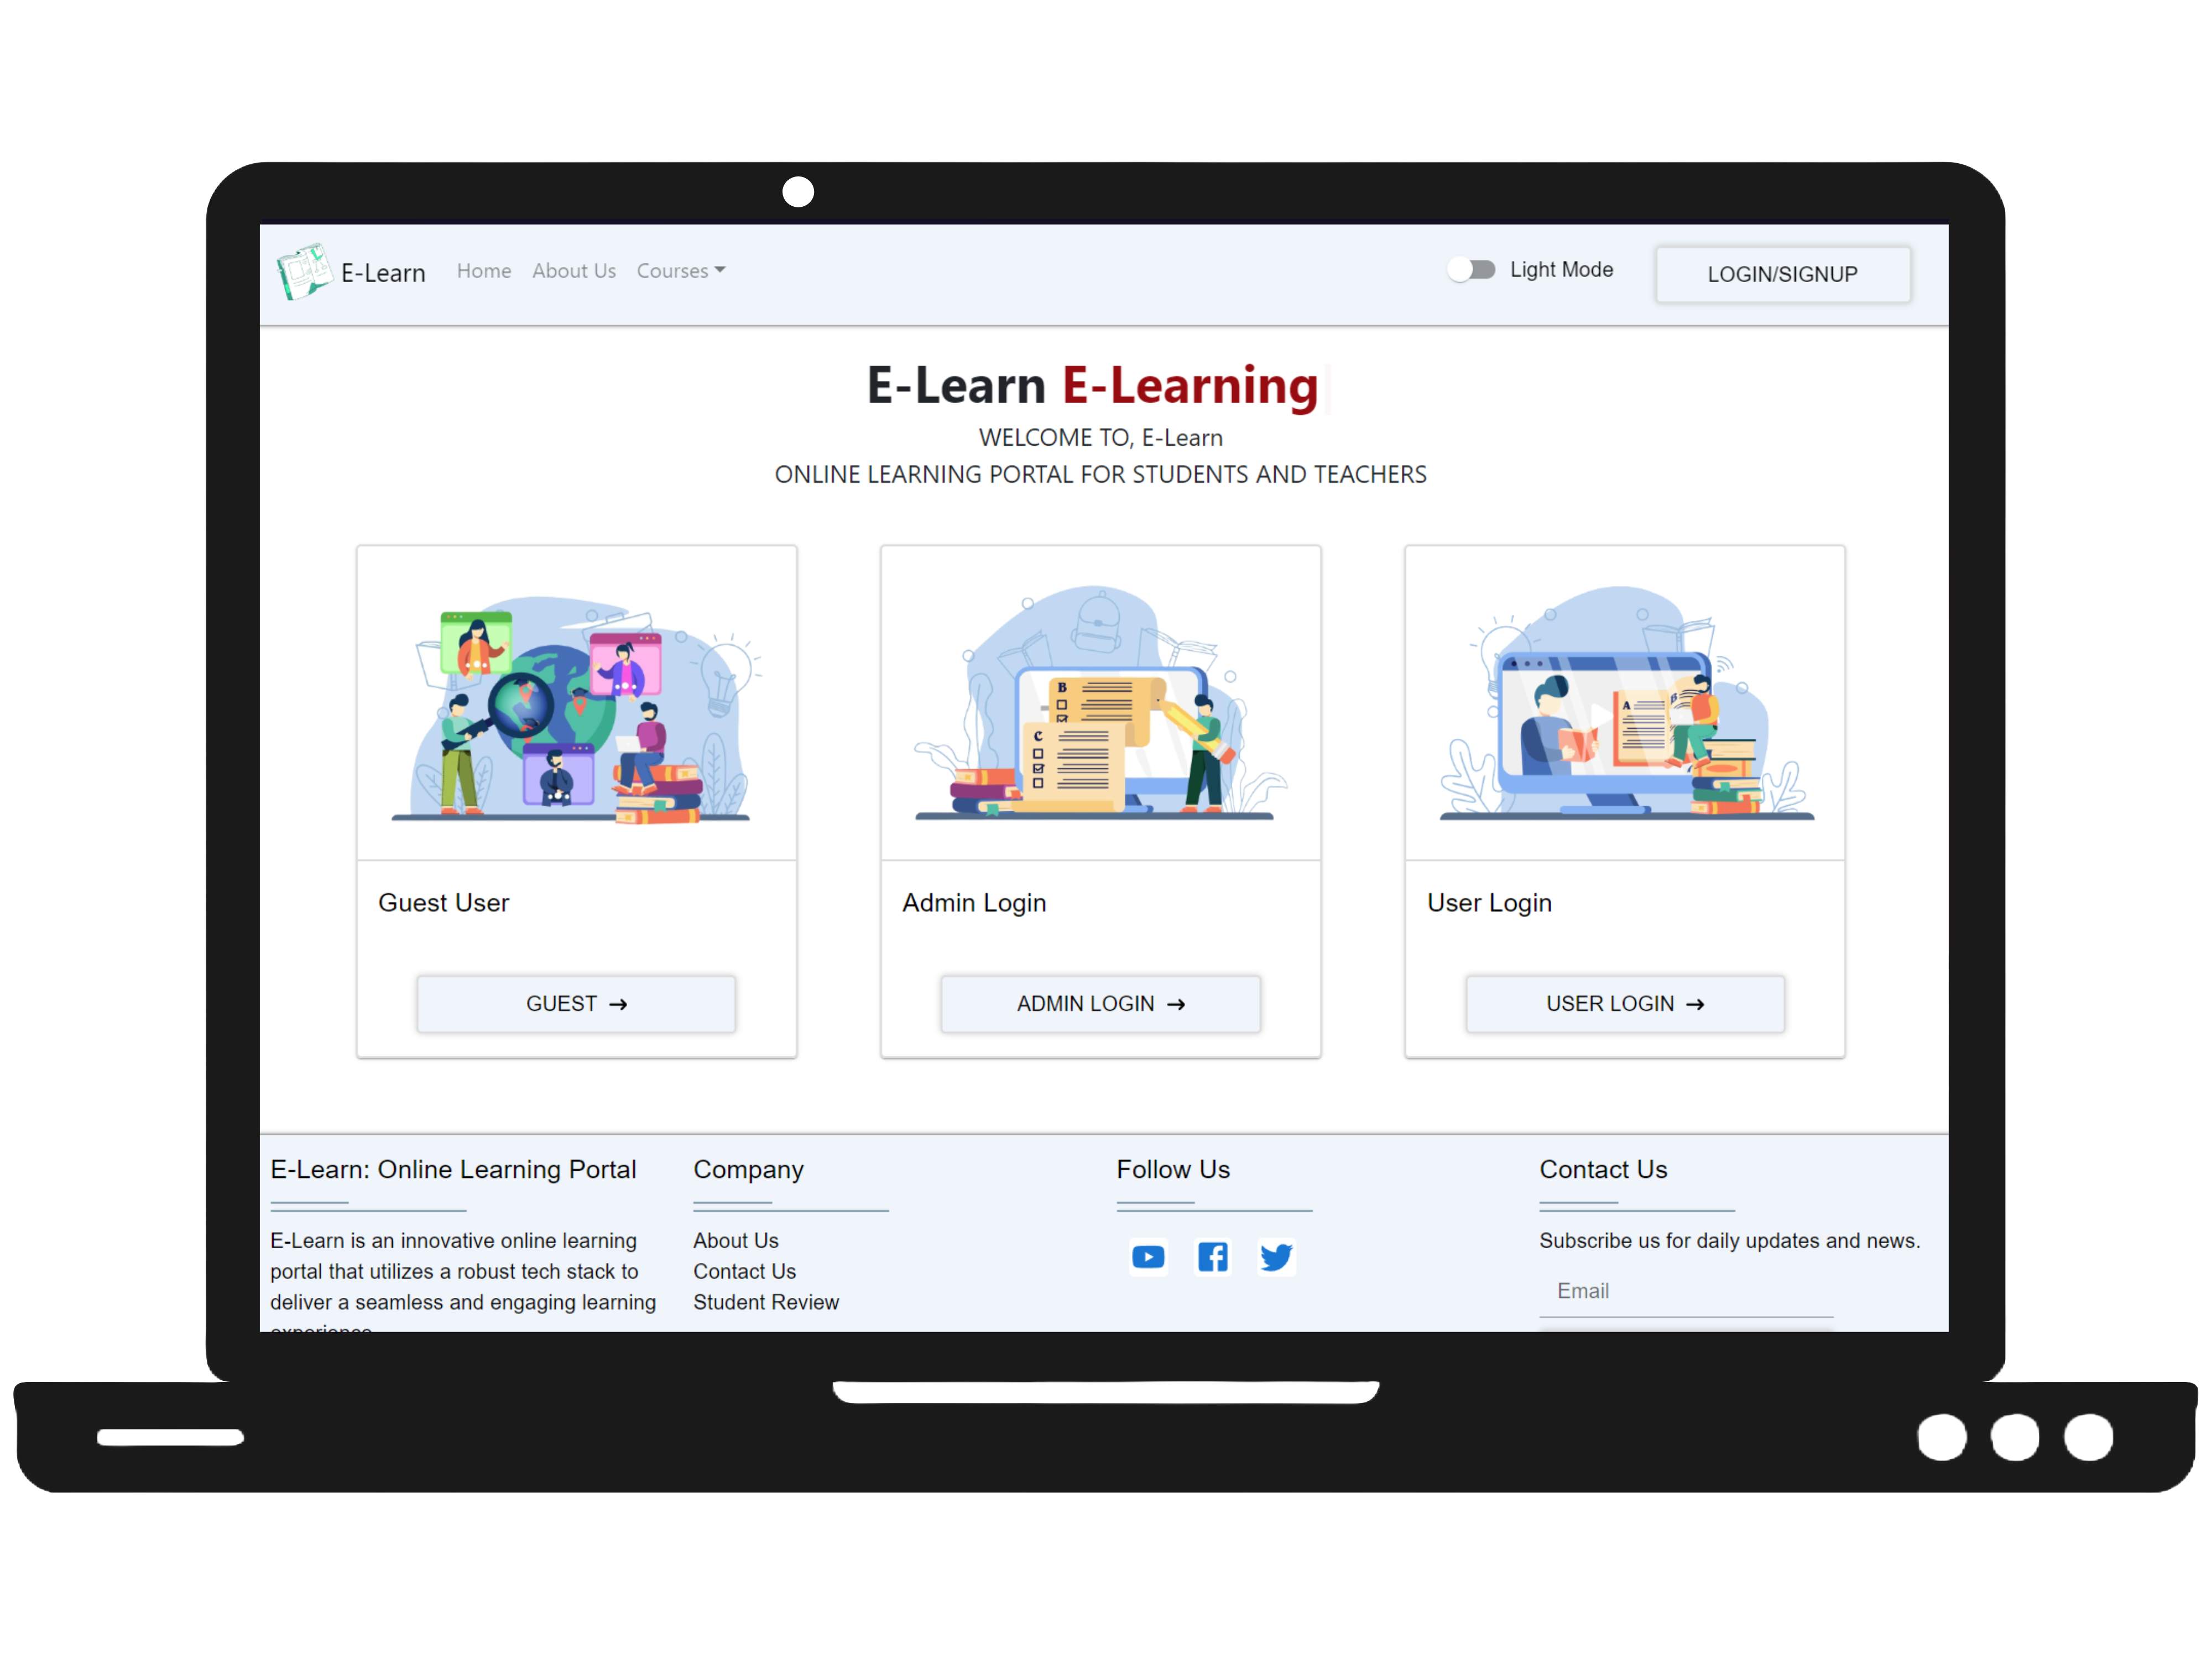 E-Learn Home About Us Courses Light Mode LOGIN/SIGNUP
E-Learn E-Learning
WELCOME TO, E-Learn
ONLINE LEARNING PORTAL FOR STUDENTS AND TEACHERS
B
C
A
B
Guest User
GUEST →
Admin Login
ADMIN LOGIN →
User Login
USER LOGIN →
E-Learn: Online Learning Portal
E-Learn is an innovative online learning
portal that utilizes a robust tech stack to
deliver a seamless and engaging learning
experience
Company
About Us
Contact Us
Student Review
Follow Us
Contact Us
Subscribe us for daily updates and news.
Email